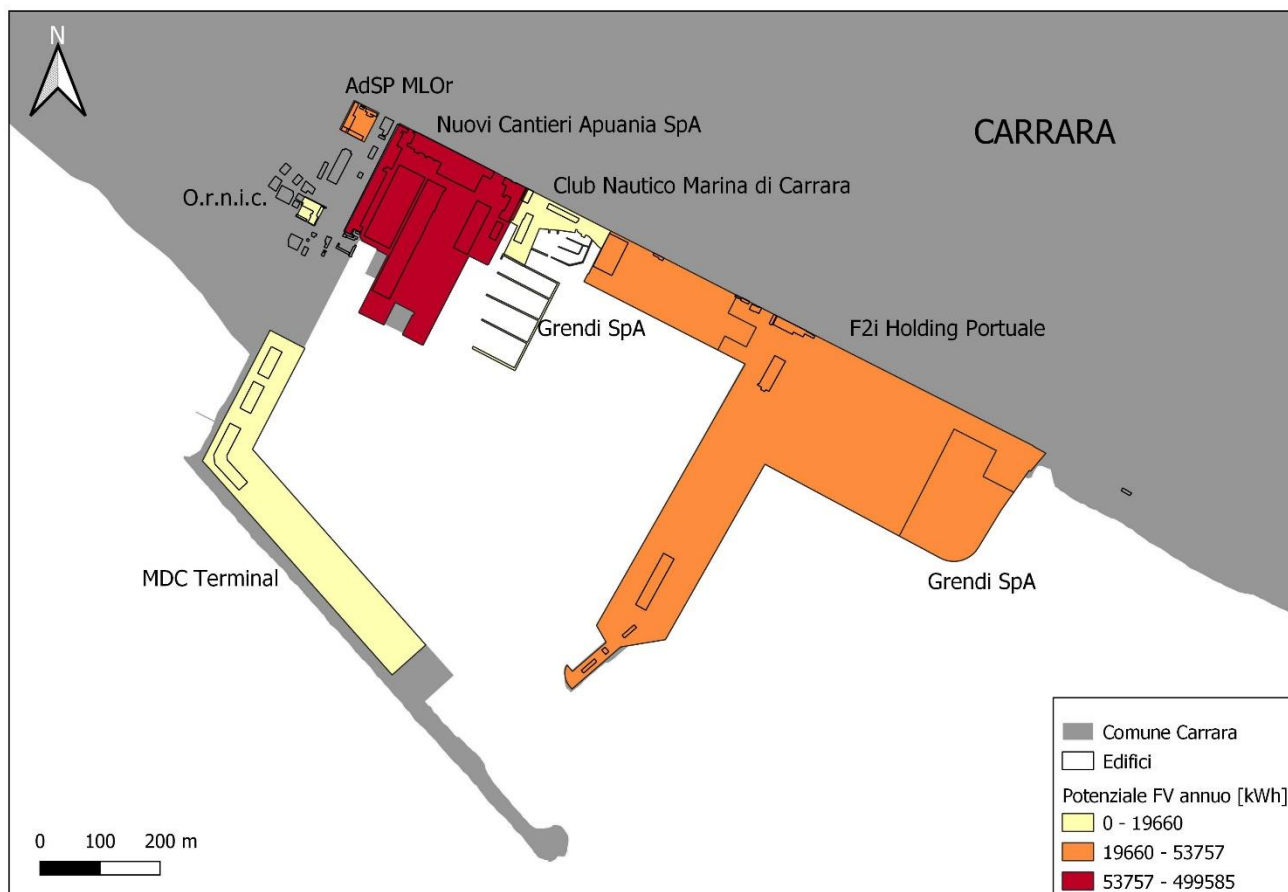 N
AdSP MLOr
Nuovi Cantieri Apuania SpA
CARRARA
O.r.n.i.c.
Club Nautico Marina di Carrara
Grendi SpA
F2i Holding Portuale
MDC Terminal
Grendi SpA
Comune Carrara
Edifici
Potenziale FV annuo [kWh]
0 - 19660
19660 - 53757
53757 - 499585
0 100 200 m